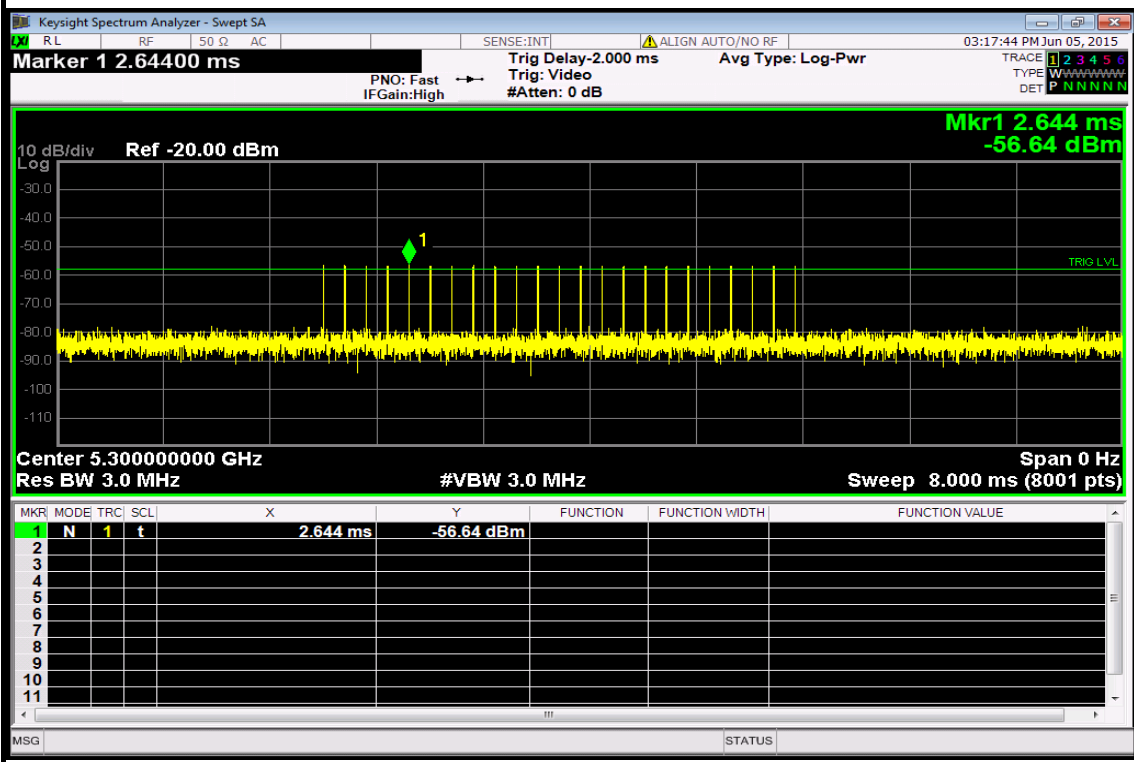 Keysight Spectrum Analyzer - Swept SA
LXI RL RF 50 Ω AC SENSE:INT ALIGN AUTO/NO RF 03:17:44 PM Jun 05, 2015
Marker 1 2.64400 ms Trig Delay-2.000 ms Avg Type: Log-Pwr TRACE 1 2 3 4 5 6
PNO: Fast Trig: Video TYPE WWWWWW
IFGain:High #Atten: 0 dB DET P N N N N N
Mkr1 2.644 ms
10 dB/div Ref -20.00 dBm -56.64 dBm
Log
-30.0
-40.0
-50.0
1
TRIG LVL
-60.0
-70.0
-80.0
-90.0
-100
-110
Center 5.300000000 GHz Span 0 Hz
Res BW 3.0 MHz #VBW 3.0 MHz Sweep 8.000 ms (8001 pts)
MKR MODE TRC SCL X Y FUNCTION FUNCTION WIDTH FUNCTION VALUE
1 N 1 t 2.644 ms -56.64 dBm
2
3
4
5
6
7
8
9
10
11
MSG STATUS